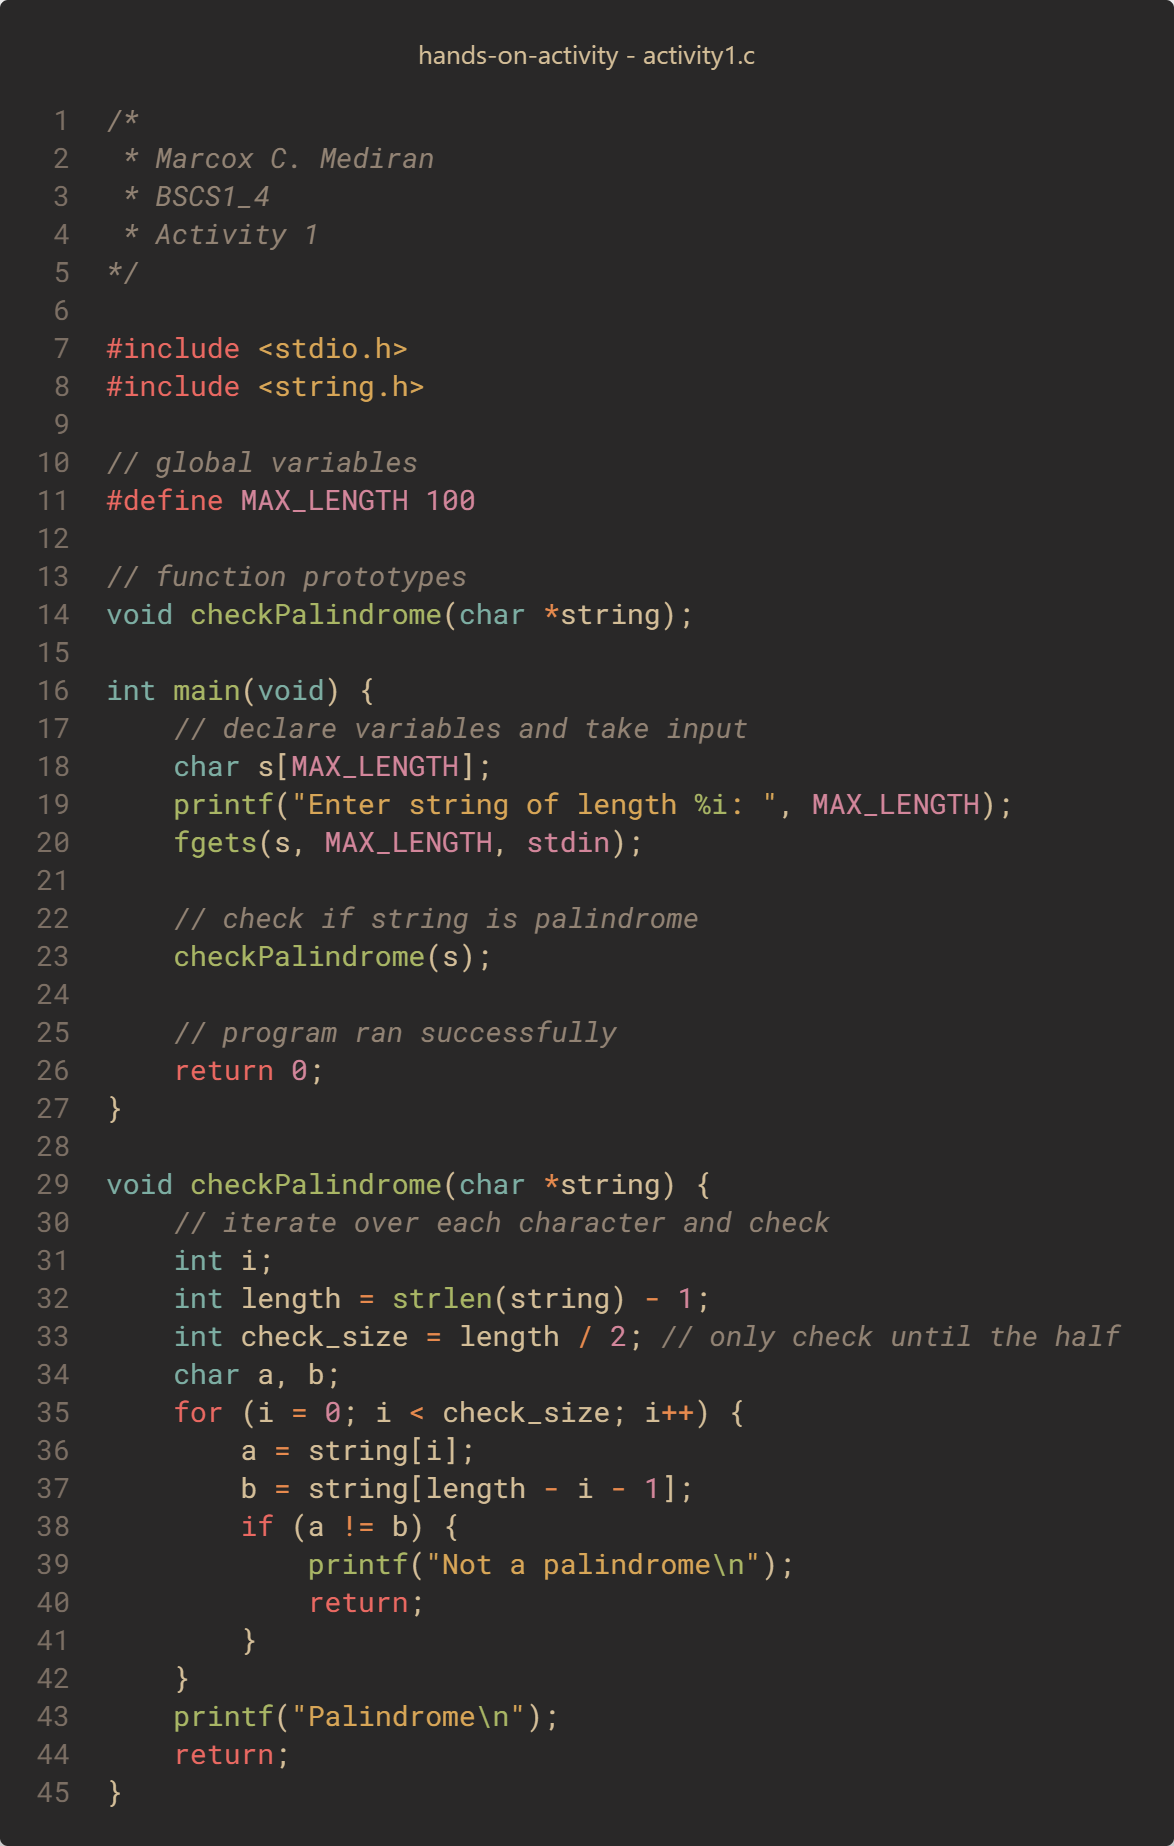 hands-on-activity - activity1.c
1 /*
2  * Marcox C. Mediran
3  * BSCS1_4
4  * Activity 1
5 */
6
7 #include <stdio.h>
8 #include <string.h>
9
10 // global variables
11 #define MAX_LENGTH 100
12
13 // function prototypes
14 void checkPalindrome(char *string);
15
16 int main(void) {
17     // declare variables and take input
18     char s[MAX_LENGTH];
19     printf("Enter string of length %i: ", MAX_LENGTH);
20     fgets(s, MAX_LENGTH, stdin);
21
22     // check if string is palindrome
23     checkPalindrome(s);
24
25     // program ran successfully
26     return 0;
27 }
28
29 void checkPalindrome(char *string) {
30     // iterate over each character and check
31     int i;
32     int length = strlen(string) - 1;
33     int check_size = length / 2; // only check until the half
34     char a, b;
35     for (i = 0; i < check_size; i++) {
36         a = string[i];
37         b = string[length - i - 1];
38         if (a != b) {
39             printf("Not a palindrome\n");
40             return;
41         }
42     }
43     printf("Palindrome\n");
44     return;
45 }